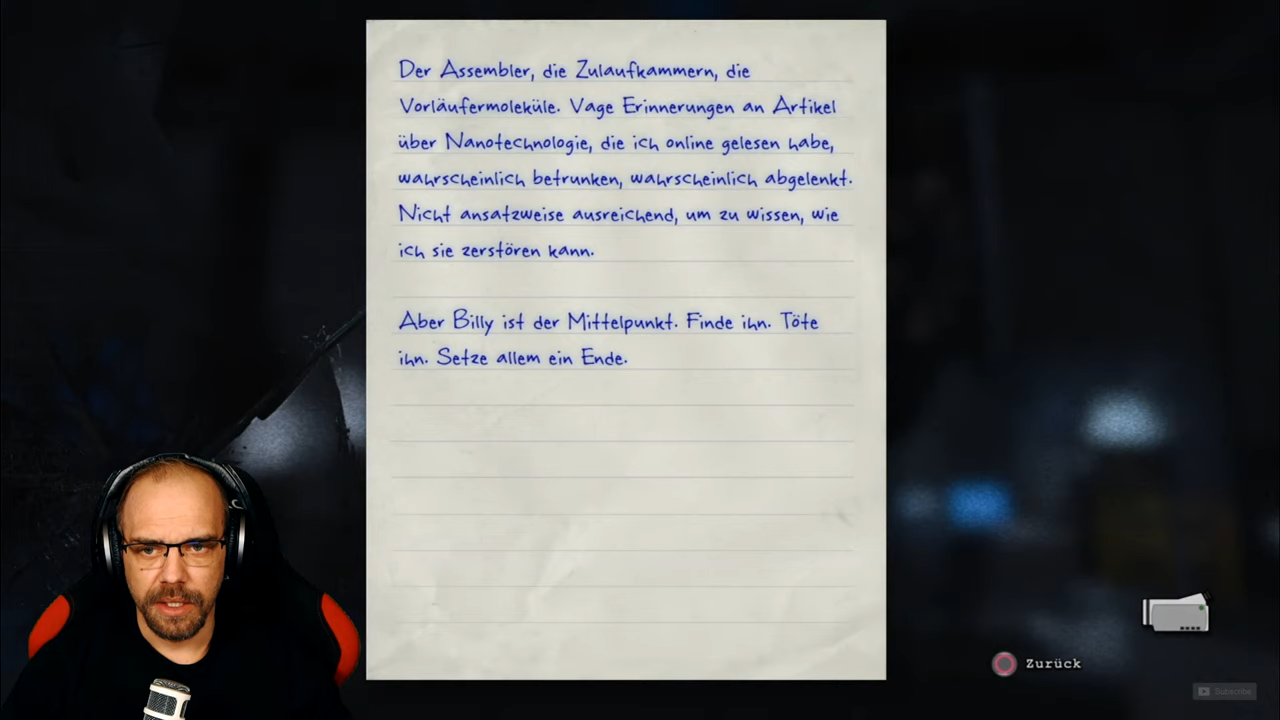 Der Assembler, die Zulaufkammern, die
Vorläufermoleküle. Vage Erinnerungen an Artikel
über Nanotechnologie, die ich online gelesen habe,
wahrscheinlich betrunken, wahrscheinlich abgelenkt.
Nicht ansatzweise ausreichend, um zu wissen, wie
ich sie zerstören kann.
Aber Billy ist der Mittelpunkt. Finde ihn. Töte
ihn. Setze allem ein Ende.
Zurück
Subscribe